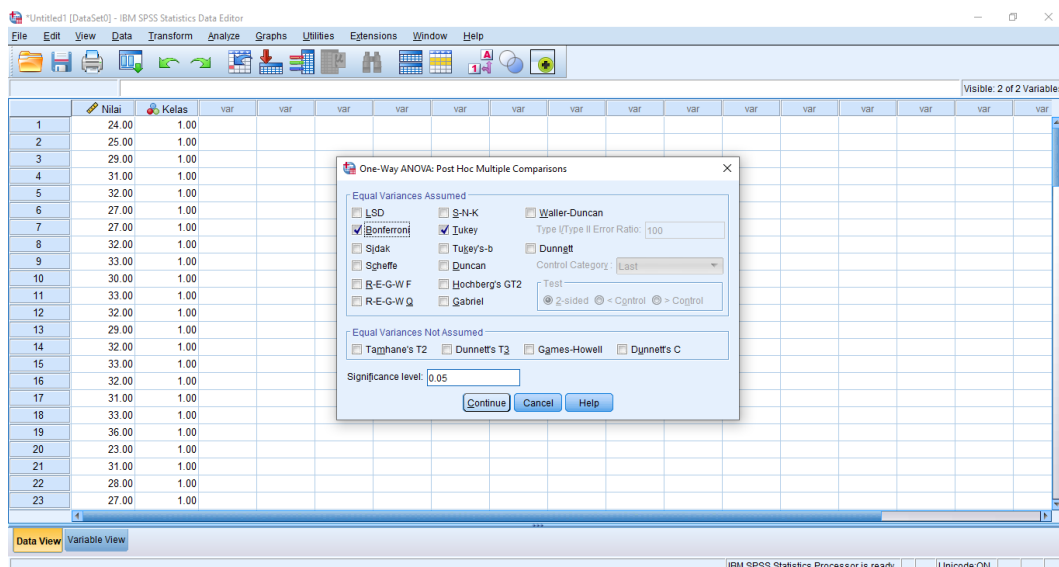 *Untitled1 [DataSet0] - IBM SPSS Statistics Data Editor
File Edit View Data Transform Analyze Graphs Utilities Extensions Window Help
Visible: 2 of 2 Variable
Nilai Kelas var var var var var var var var var var var var var var
1 24.00 1.00
2 25.00 1.00
3 29.00 1.00
4 31.00 1.00
5 32.00 1.00
6 27.00 1.00
7 27.00 1.00
8 32.00 1.00
9 33.00 1.00
10 30.00 1.00
11 33.00 1.00
12 32.00 1.00
13 29.00 1.00
14 32.00 1.00
15 33.00 1.00
16 32.00 1.00
17 31.00 1.00
18 33.00 1.00
19 36.00 1.00
20 23.00 1.00
21 31.00 1.00
22 28.00 1.00
23 27.00 1.00
One-Way ANOVA: Post Hoc Multiple Comparisons
Equal Variances Assumed
LSD S-N-K Waller-Duncan
Bonferroni Tukey Type I/Type II Error Ratio: 100
Sidak Tukey's-b Dunnett
Scheffe Duncan Control Category: Last
R-E-G-W F Hochberg's GT2 Test
R-E-G-W Q Gabriel 2-sided < Control > Control
Equal Variances Not Assumed
Tamhane's T2 Dunnett's T3 Games-Howell Dunnett's C
Significance level: 0.05
Continue Cancel Help
Data View Variable View
IBM SPSS Statistics Processor is ready Unicode:ON